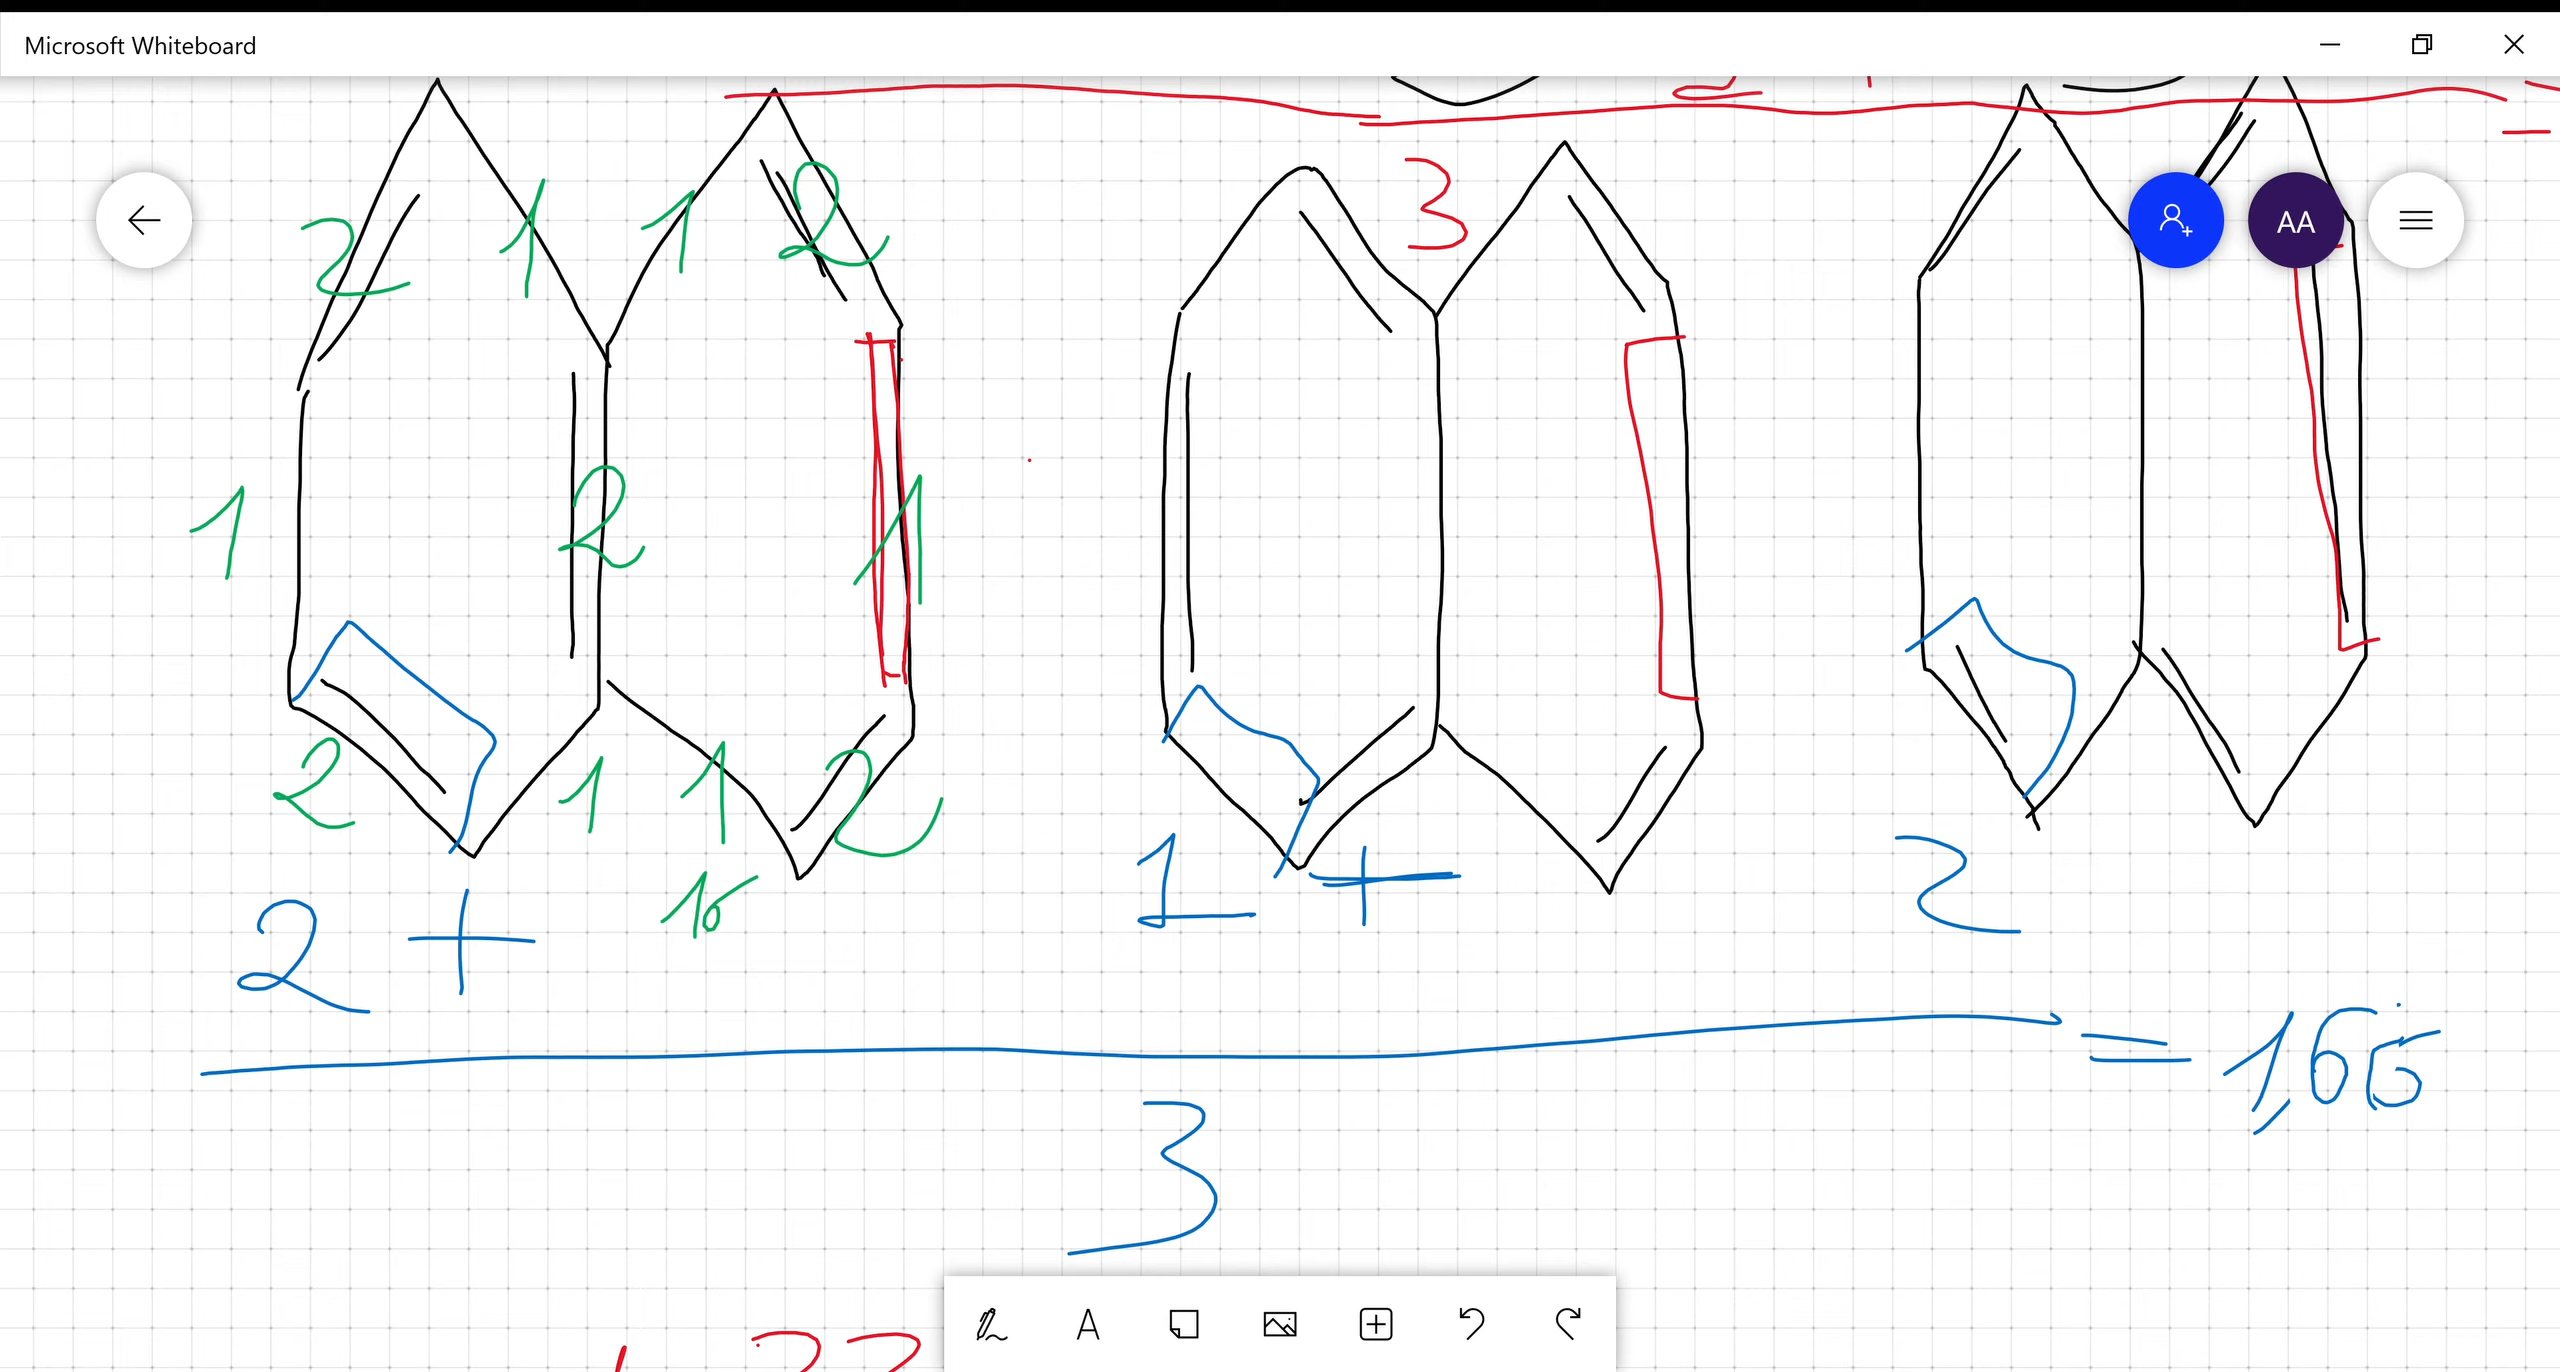 Microsoft Whiteboard
AA
3
2 1 1 2
1 2 1
2 1 1 2
16
2 + 1 + 2
= 1,66
3
A